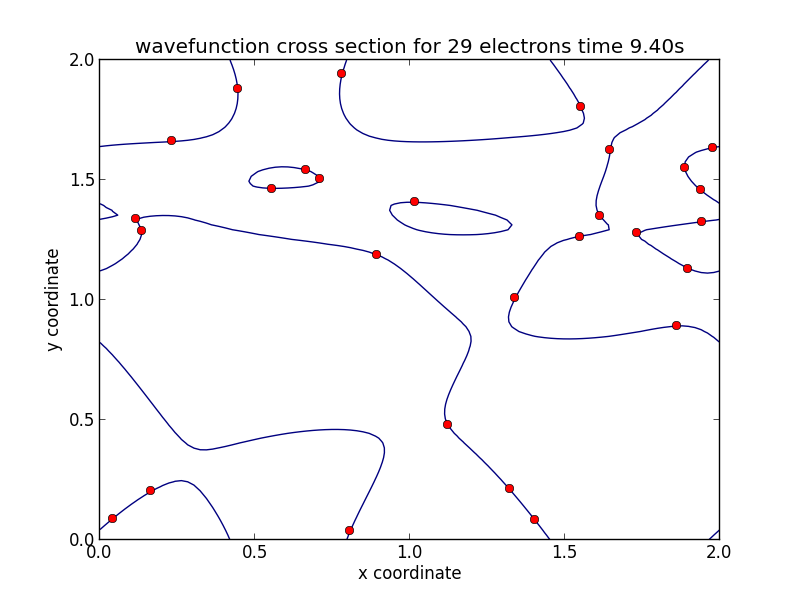 wavefunction cross section for 29 electrons time 9.40s
2.0
1.5
1.0
0.5
0.0
y coordinate
0.0 0.5 1.0 1.5 2.0
x coordinate